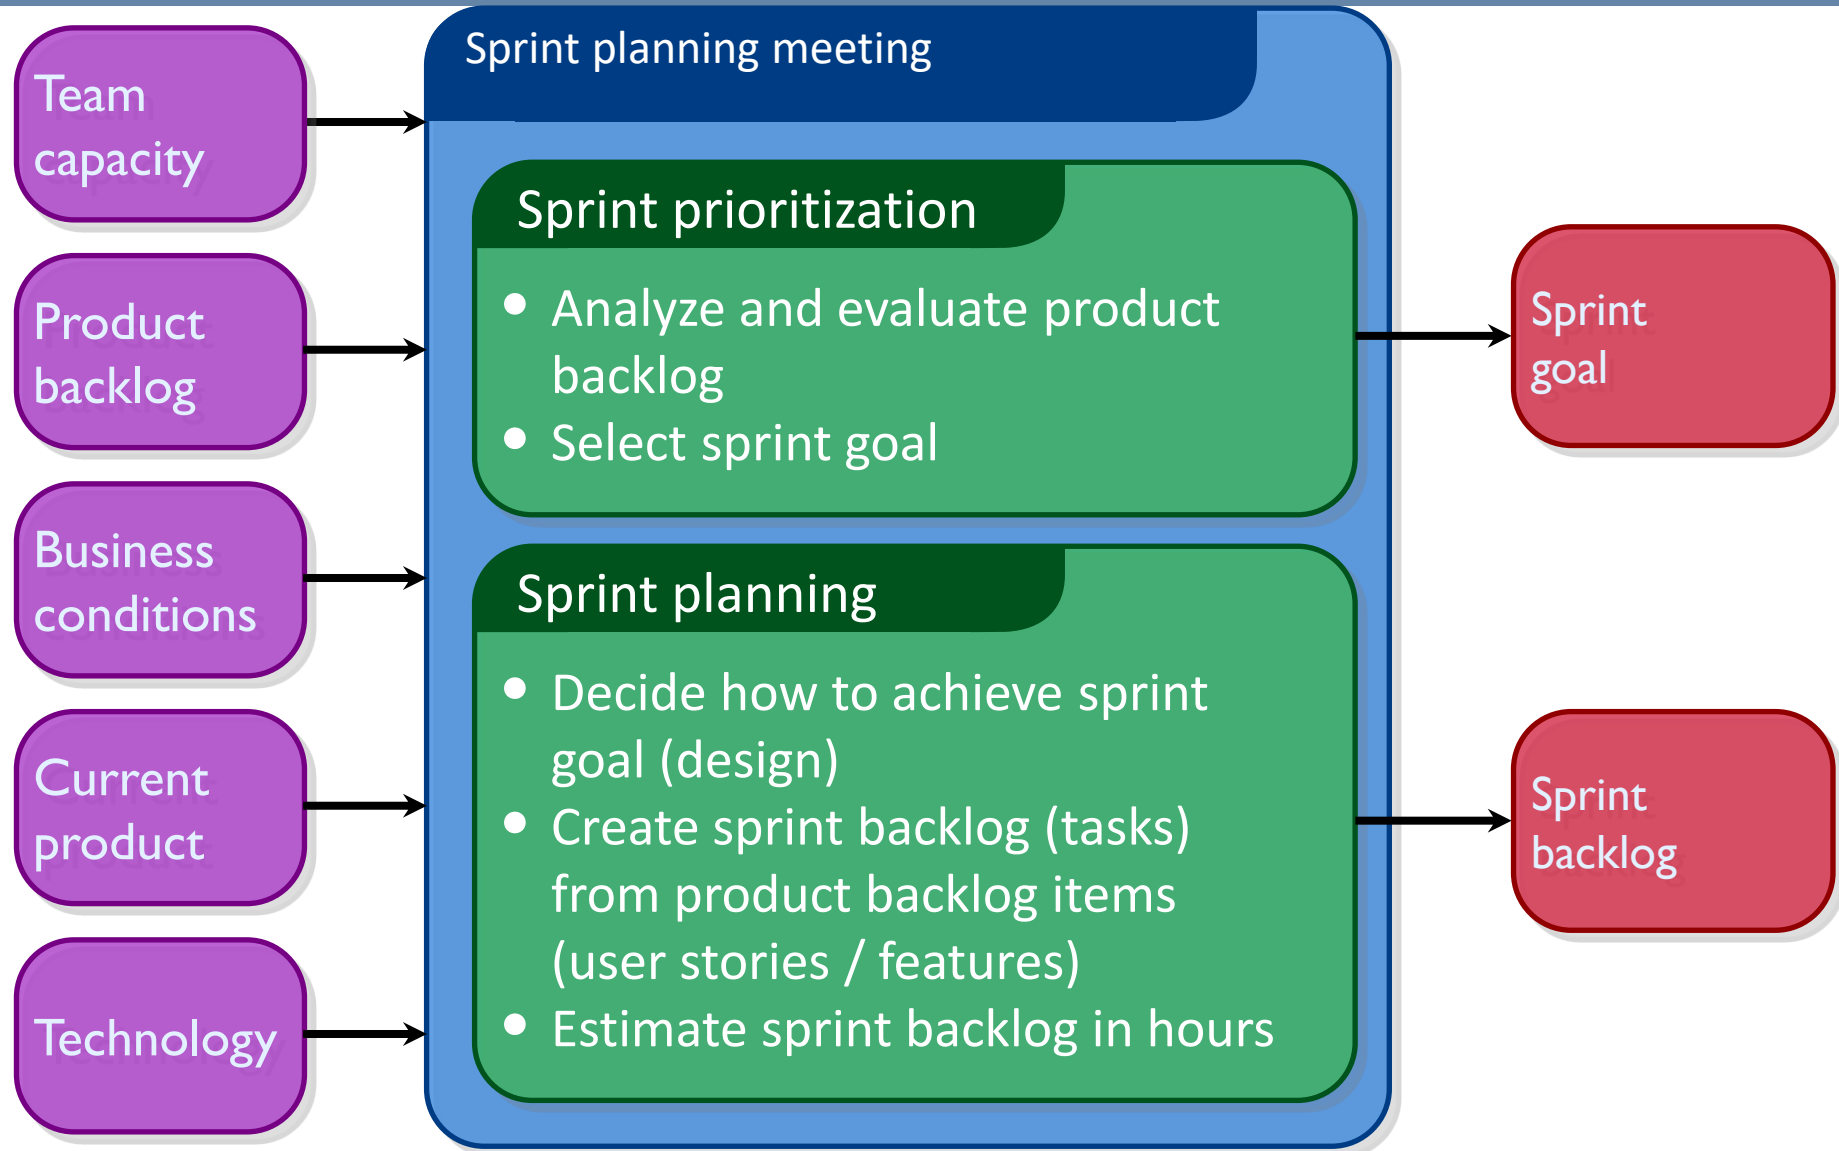 Team
capacity
Product
backlog
Business
conditions
Current
product
Technology
Sprint planning meeting
Sprint prioritization
• Analyze and evaluate product
backlog
• Select sprint goal
Sprint planning
• Decide how to achieve sprint
goal (design)
• Create sprint backlog (tasks)
from product backlog items
(user stories / features)
• Estimate sprint backlog in hours
Sprint
goal
Sprint
backlog